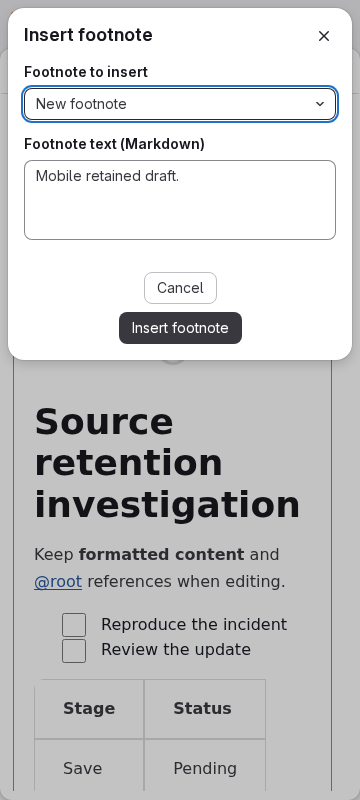 Insert footnote
Footnote to insert
New footnote
Footnote text (Markdown)
Mobile retained draft.
Cancel
Insert footnote
Source
retention
investigation
Keep formatted content and
@root references when editing.
Reproduce the incident
Review the update
Stage Status
Save Pending